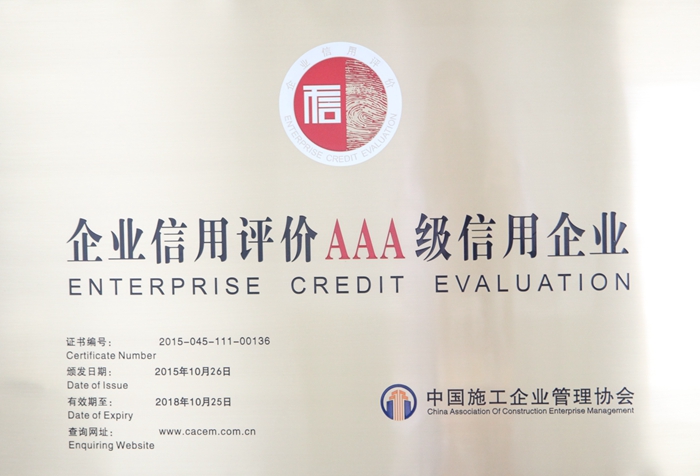 企业信用评价
信
ENTERPRISE CREDIT EVALUATION
企业信用评价AAA级信用企业
ENTERPRISE CREDIT EVALUATION
证书编号： 2015-045-111-00136
Certificate Number
颁发日期： 2015年10月26日
Date of Issue
有效期至： 2018年10月25日
Date of Expiry
查询网址： www.cacem.com.cn
Enquiring Website
中国施工企业管理协会
China Association Of Construction Enterprise Management